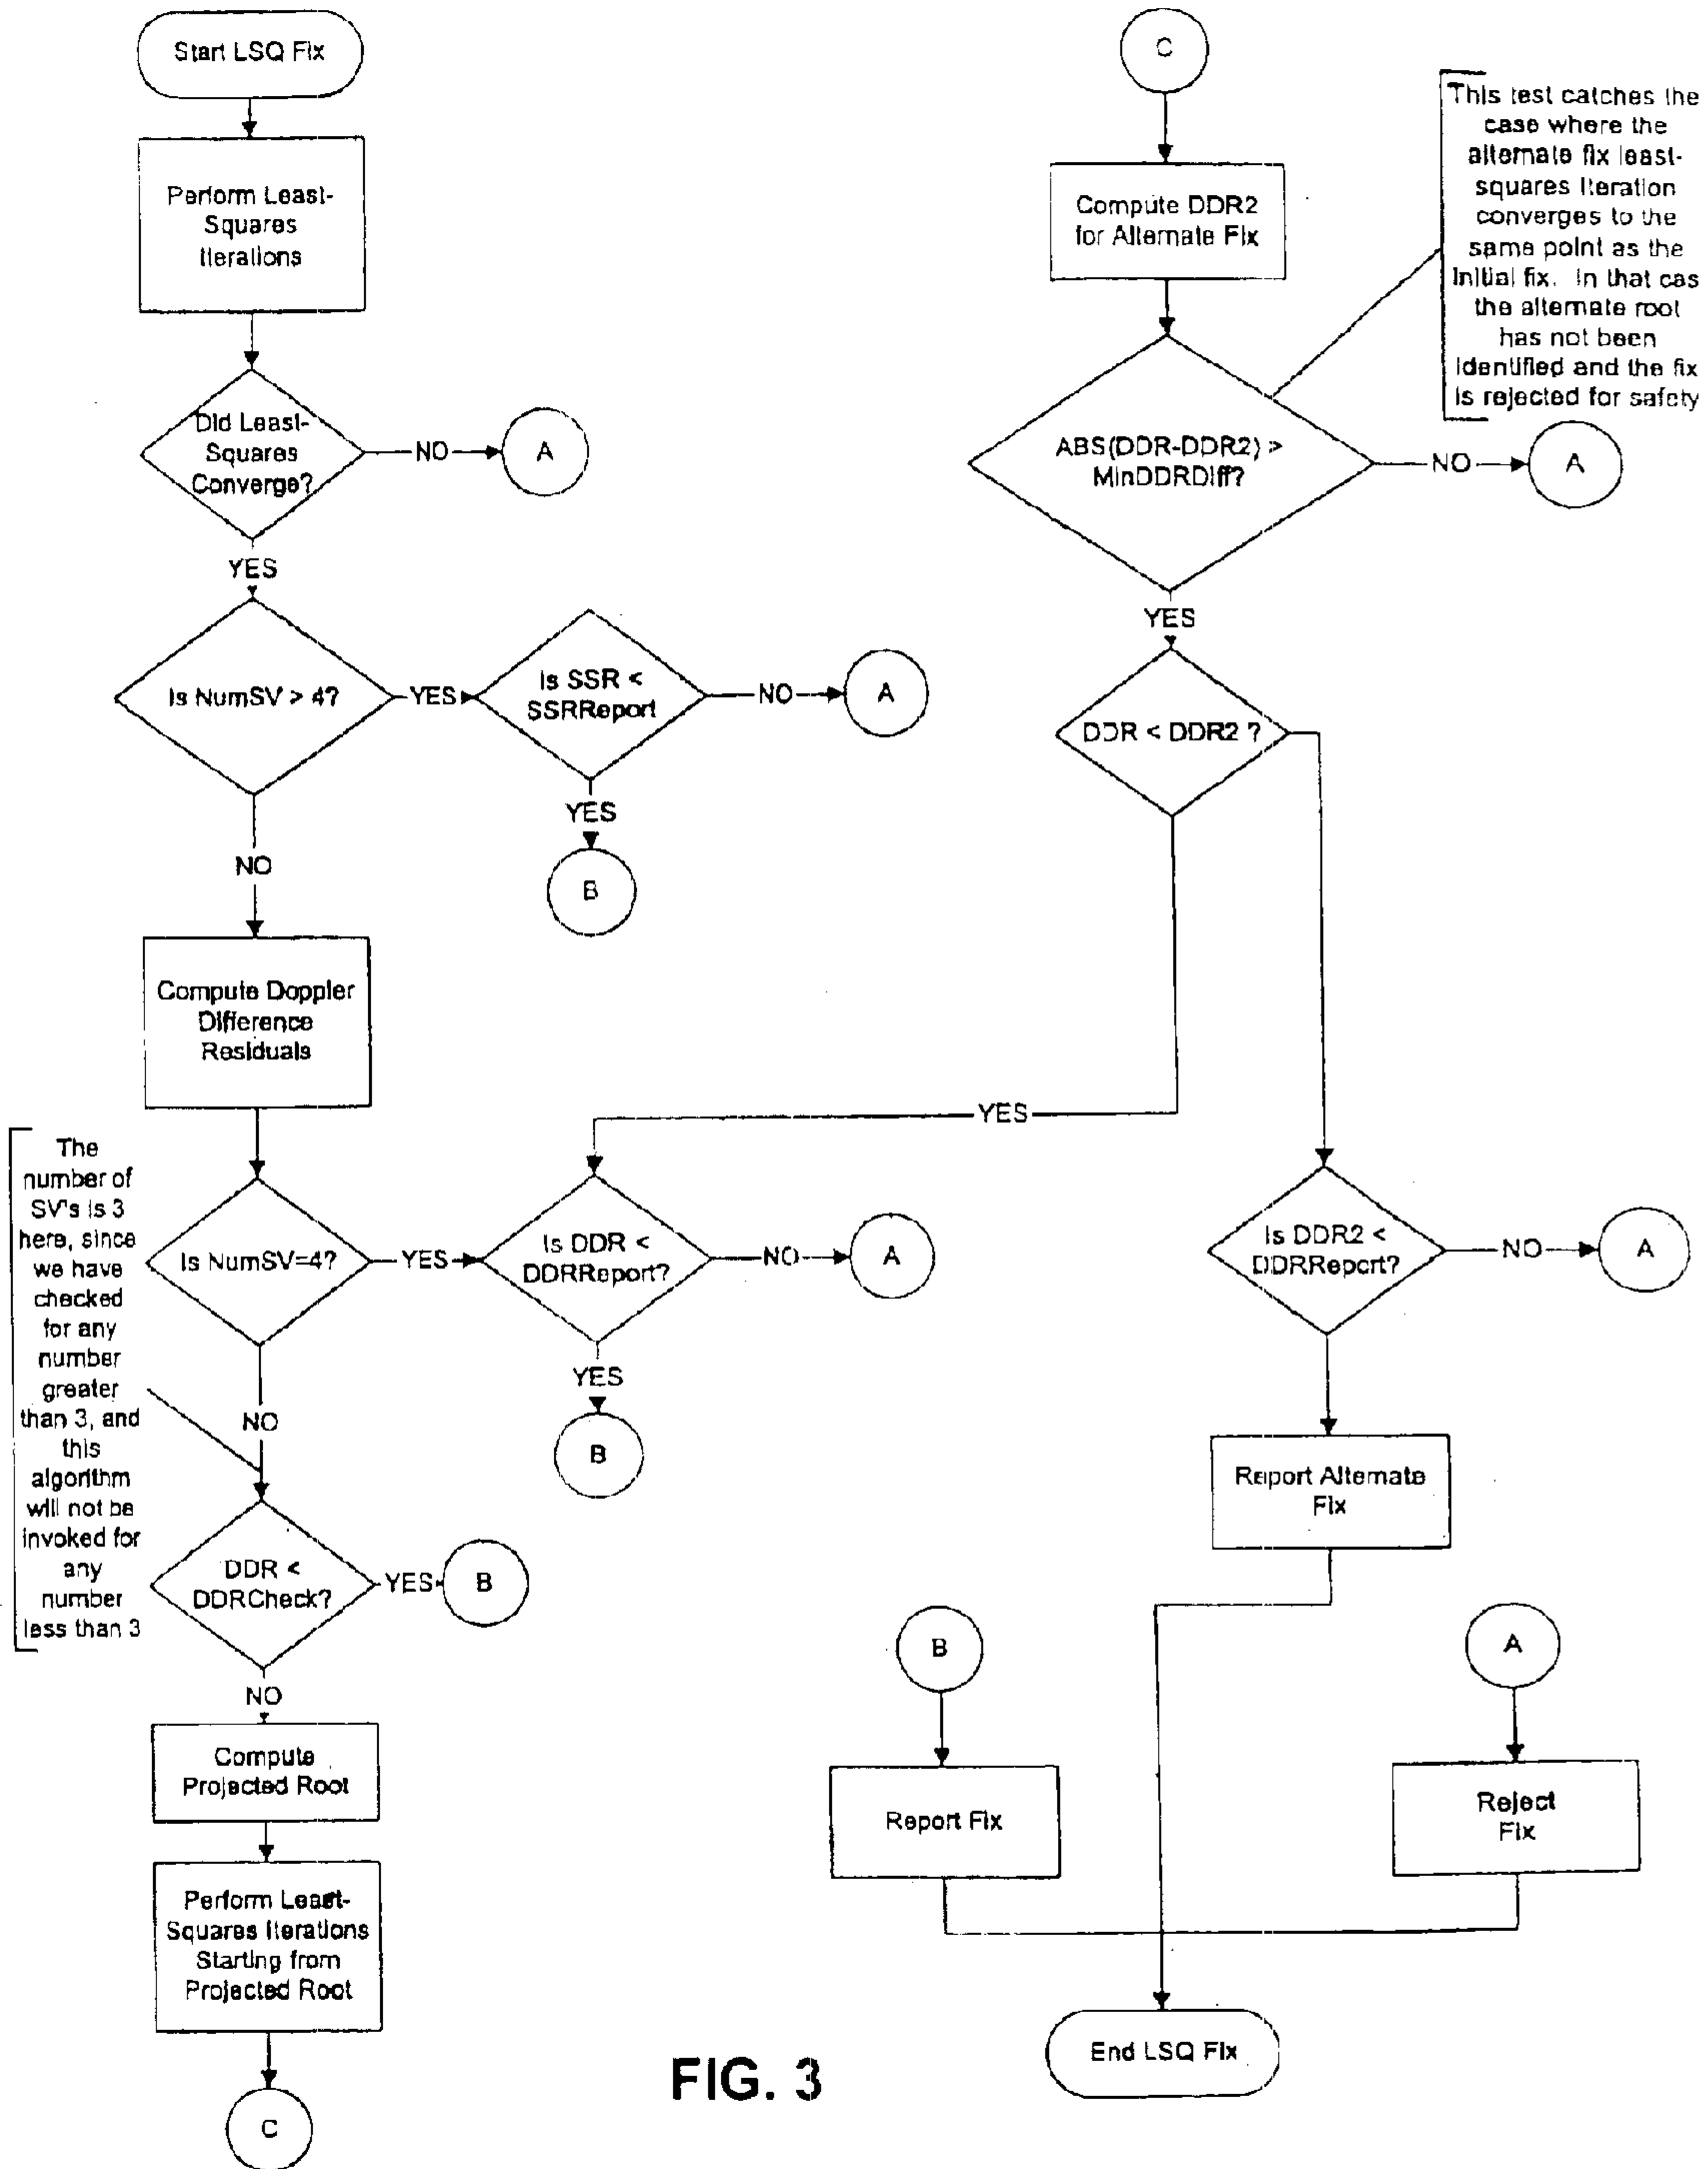 Start LSQ Fix
Perform Least-
Squares
Iterations
Did Least-
Squares
Converge?
NO
A
YES
Is NumSV > 4?
YES
Is SSR <
SSRReport
NO
A
YES
B
NO
Compute Doppler
Difference
Residuals
The
number of
SV's is 3
here, since
we have
checked
for any
number
greater
than 3, and
this
algorithm
will not be
invoked for
any
number
less than 3
Is NumSV=4?
YES
Is DDR <
DDRReport?
NO
A
YES
B
NO
DDR <
DDRCheck?
YES
B
NO
Compute
Projected Root
Perform Least-
Squares Iterations
Starting from
Projected Root
C
C
Compute DDR2
for Alternate Fix
This test catches the
case where the
alternate fix least-
squares iteration
converges to the
same point as the
initial fix. In that cas
the alternate root
has not been
identified and the fix
is rejected for safety
ABS(DDR-DDR2) >
MinDDRDiff?
NO
A
YES
DDR < DDR2 ?
YES
Is DDR2 <
DDRReport?
NO
A
Report Alternate
Fix
B
Report Fix
A
Reject
Fix
End LSQ Fix
FIG. 3